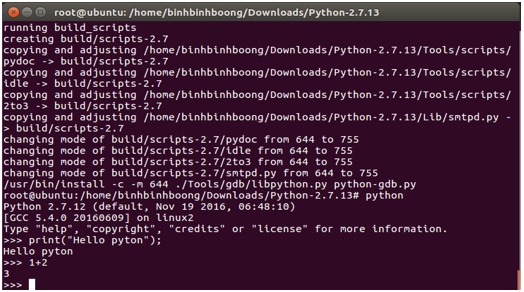 root@ubuntu: /home/binhbinhboong/Downloads/Python-2.7.13
running build_scripts
creating build/scripts-2.7
copying and adjusting /home/binhbinhboong/Downloads/Python-2.7.13/Tools/scripts/
pydoc -> build/scripts-2.7
copying and adjusting /home/binhbinhboong/Downloads/Python-2.7.13/Tools/scripts/
idle -> build/scripts-2.7
copying and adjusting /home/binhbinhboong/Downloads/Python-2.7.13/Tools/scripts/
2to3 -> build/scripts-2.7
copying and adjusting /home/binhbinhboong/Downloads/Python-2.7.13/Lib/smtpd.py -
> build/scripts-2.7
changing mode of build/scripts-2.7/pydoc from 644 to 755
changing mode of build/scripts-2.7/idle from 644 to 755
changing mode of build/scripts-2.7/2to3 from 644 to 755
changing mode of build/scripts-2.7/smtpd.py from 644 to 755
/usr/bin/install -c -m 644 ./Tools/gdb/libpython.py python-gdb.py
root@ubuntu:/home/binhbinhboong/Downloads/Python-2.7.13# python
Python 2.7.12 (default, Nov 19 2016, 06:48:10)
[GCC 5.4.0 20160609] on linux2
Type "help", "copyright", "credits" or "license" for more information.
>>> print("Hello pyton");
Hello pyton
>>> 1+2
3
>>>